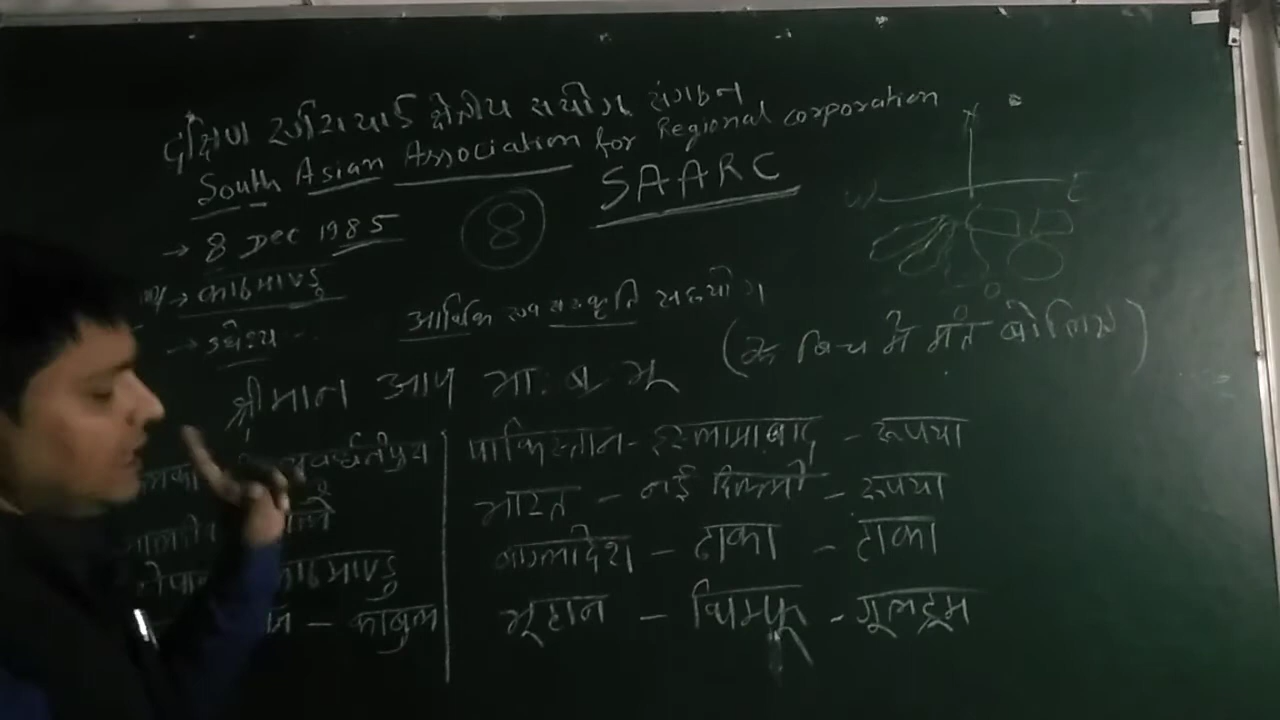 दक्षिण एशियाई क्षेत्रीय सयोग संगठन
South Asian Association for Regional corporation
SAARC
→ 8 Dec 1985
8
→ काठमाण्डू
→ उद्देश्य --
आर्थिक एवं संस्कृति सहयोग
श्रीमान आप भा. ब भू
(के बिच में मत बोलिए)
W
E
पाकिस्तान - इस्लामाबाद - रूपया
भारत - नई दिल्ली - रूपया
बांग्लादेश - ढाका - टाका
भूटान - थिम्फू - गूलट्रम
माले
नेपाल काठमाण्डु
- काबुल